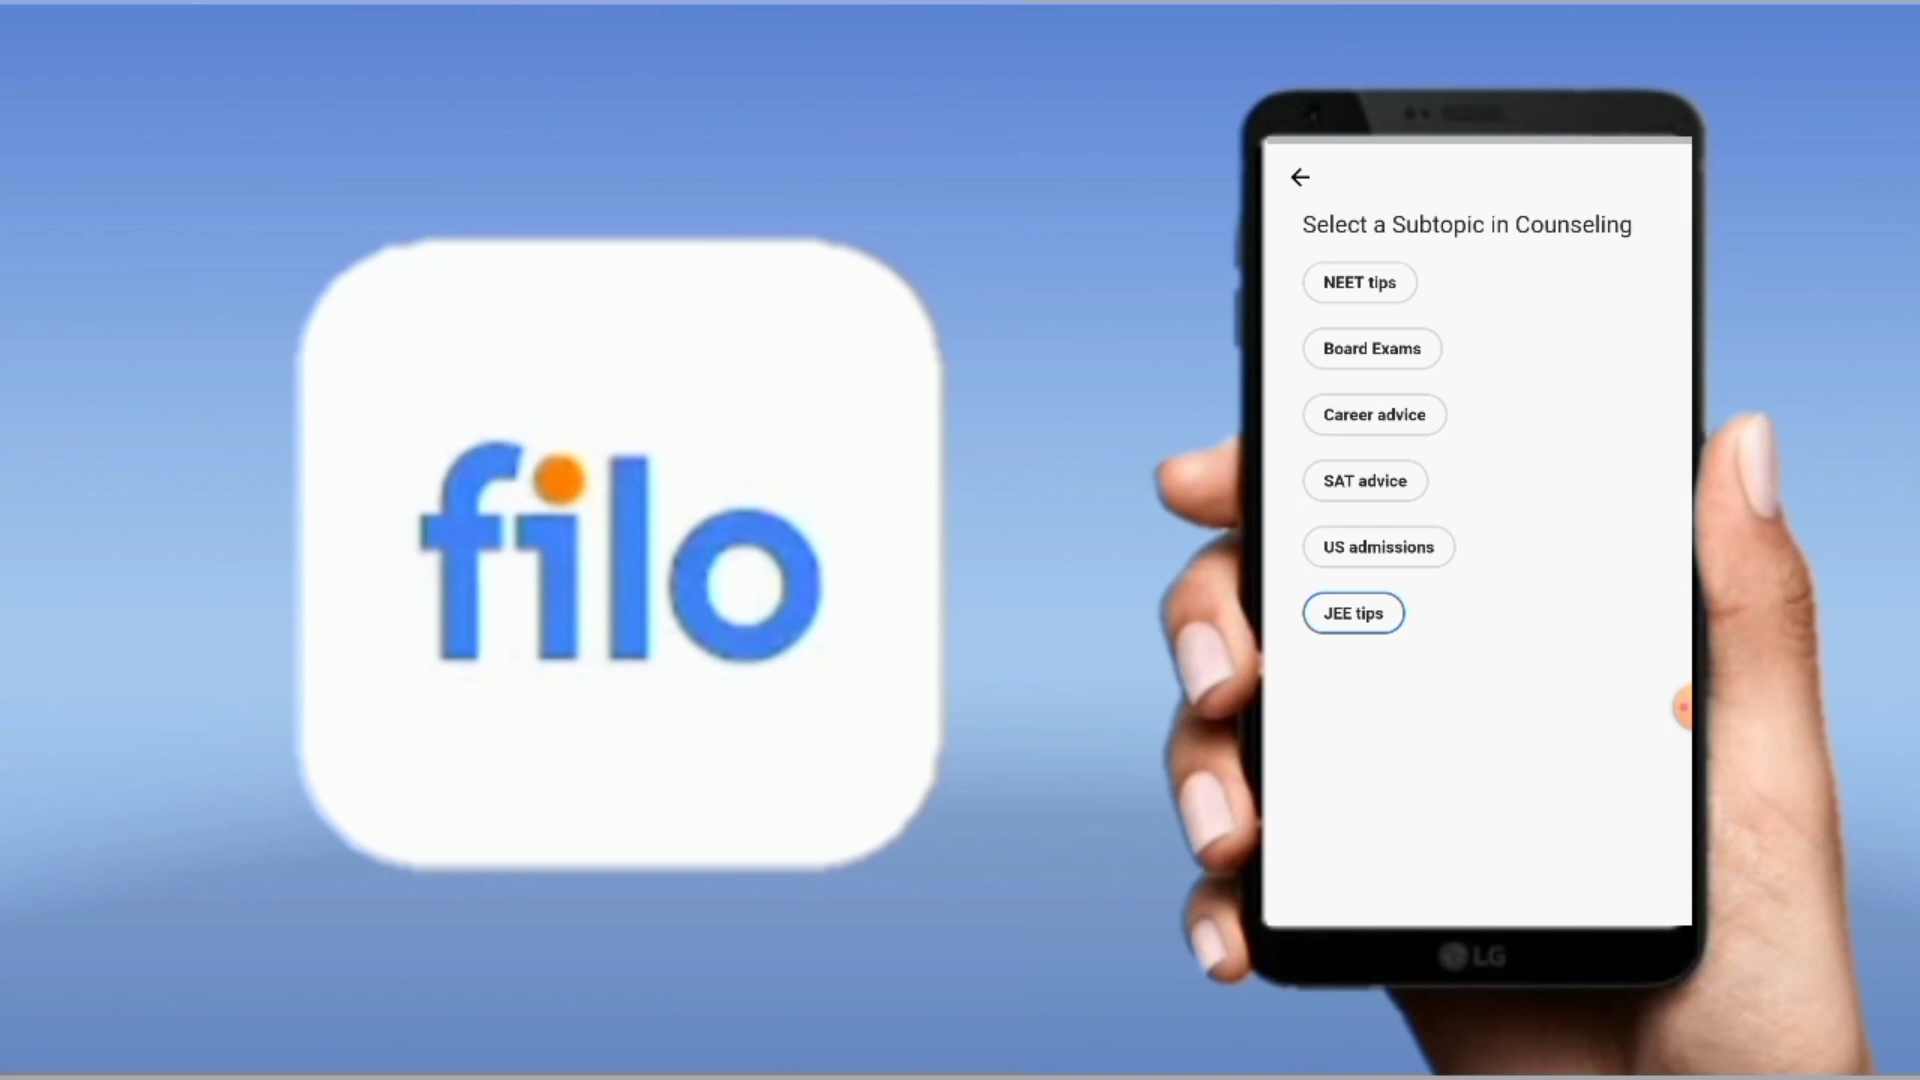 filo
Select a Subtopic in Counseling
NEET tips
Board Exams
Career advice
SAT advice
US admissions
JEE tips
LG